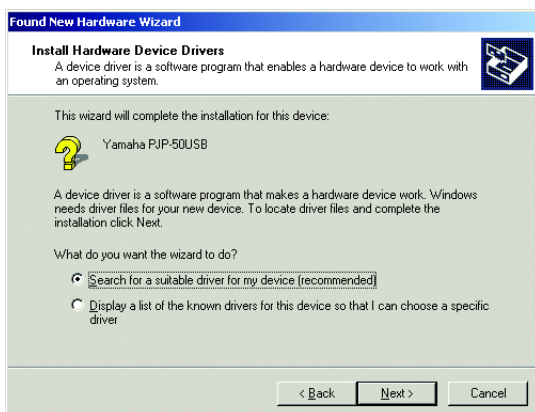 Found New Hardware Wizard
Install Hardware Device Drivers
A device driver is a software program that enables a hardware device to work with
an operating system.
This wizard will complete the installation for this device:
Yamaha PJP-50USB
A device driver is a software program that makes a hardware device work. Windows
needs driver files for your new device. To locate driver files and complete the
installation click Next.
What do you want the wizard to do?
Search for a suitable driver for my device (recommended)
Display a list of the known drivers for this device so that I can choose a specific
driver
< Back Next > Cancel